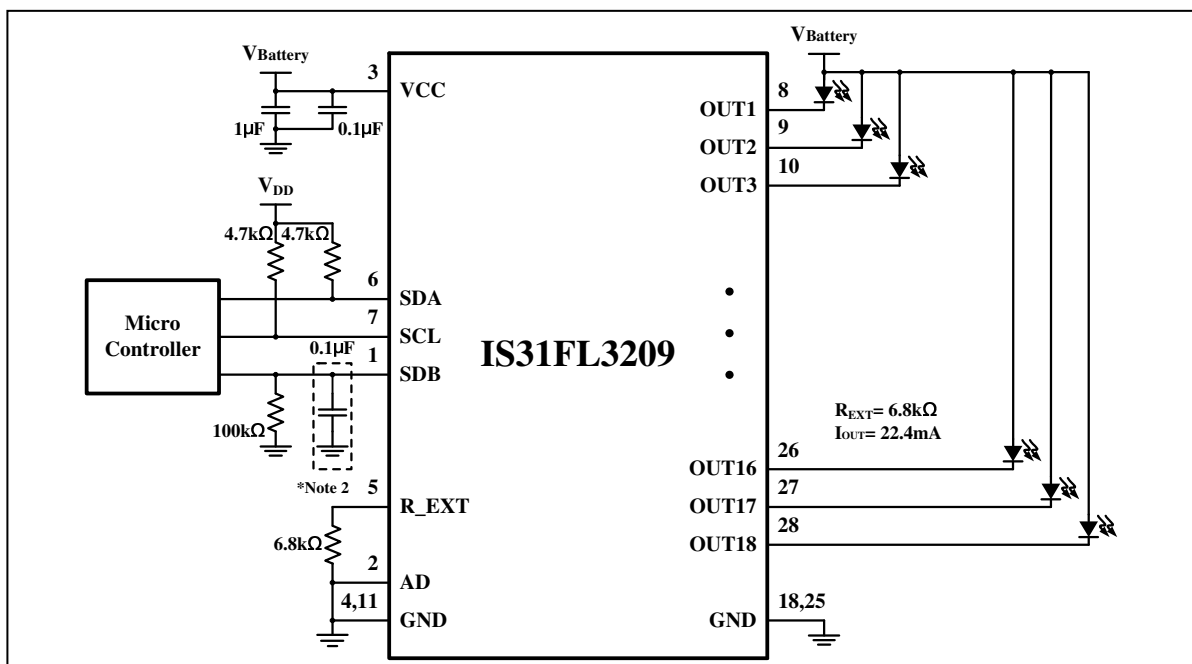 VBattery
3
VCC
1μF
0.1μF
VDD
4.7kΩ
4.7kΩ
6
SDA
7
SCL
1
SDB
Micro
Controller
0.1μF
100kΩ
*Note 2
5
R_EXT
6.8kΩ
2
AD
4,11
GND
IS31FL3209
VBattery
8
OUT1
9
OUT2
10
OUT3
REXT= 6.8kΩ
IOUT= 22.4mA
26
OUT16
27
OUT17
28
OUT18
18,25
GND